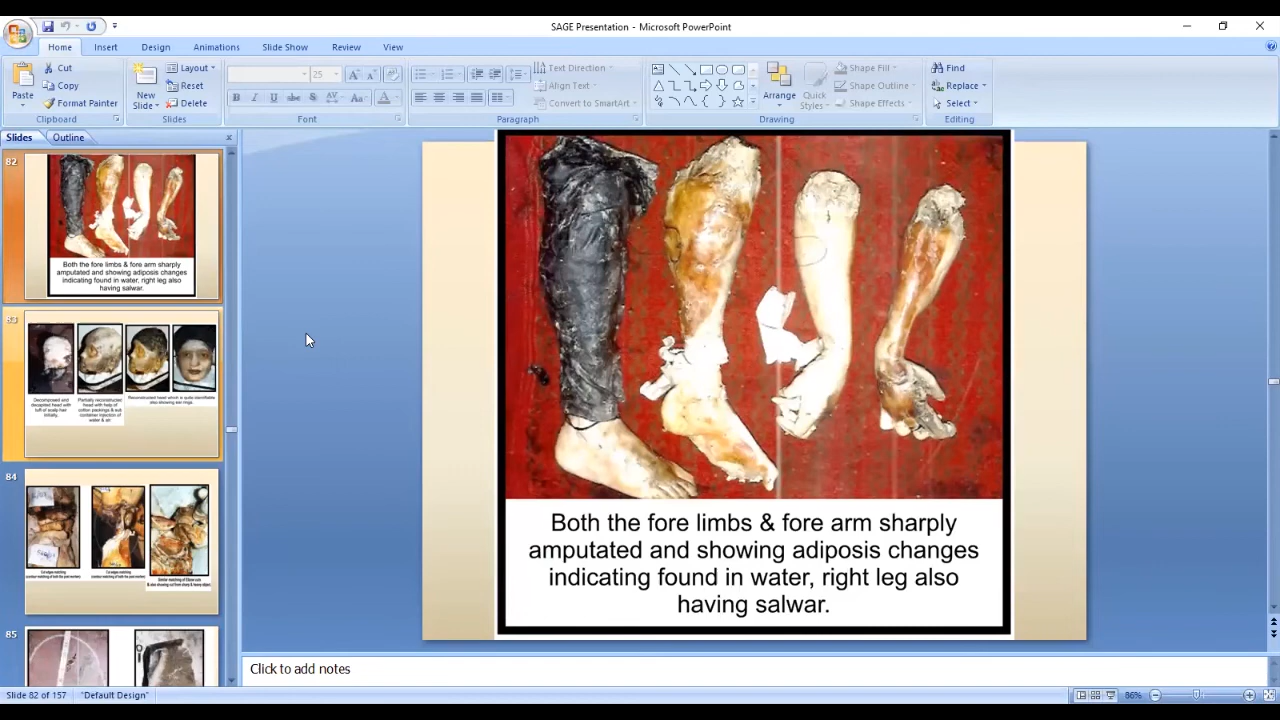 SAGE Presentation - Microsoft PowerPoint
Home Insert Design Animations Slide Show Review View
Paste
Cut
Copy
Format Painter
Clipboard
New
Slide
Layout
Reset
Delete
Slides
25
Font
Text Direction
Align Text
Convert to SmartArt
Paragraph
Arrange
Quick
Styles
Shape Fill
Shape Outline
Shape Effects
Drawing
Find
Replace
Select
Editing
Slides Outline
82
Both the fore limbs & fore arm sharply
amputated and showing adiposis changes
indicating found in water, right leg also
having salwar.
83
84
85
Both the fore limbs & fore arm sharply
amputated and showing adiposis changes
indicating found in water, right leg also
having salwar.
Click to add notes
Slide 82 of 157 "Default Design" 86%